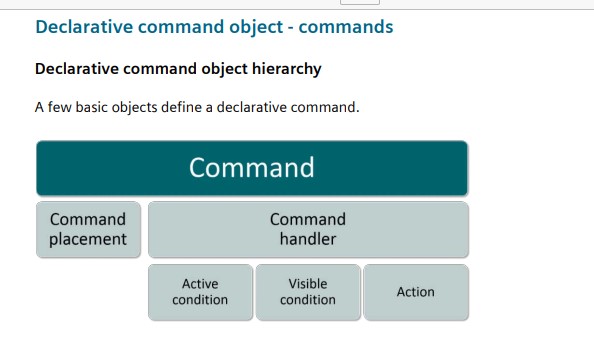 Declarative command object - commands
Declarative command object hierarchy
A few basic objects define a declarative command.
Command
Command
placement
Command
handler
Active
condition
Visible
condition
Action